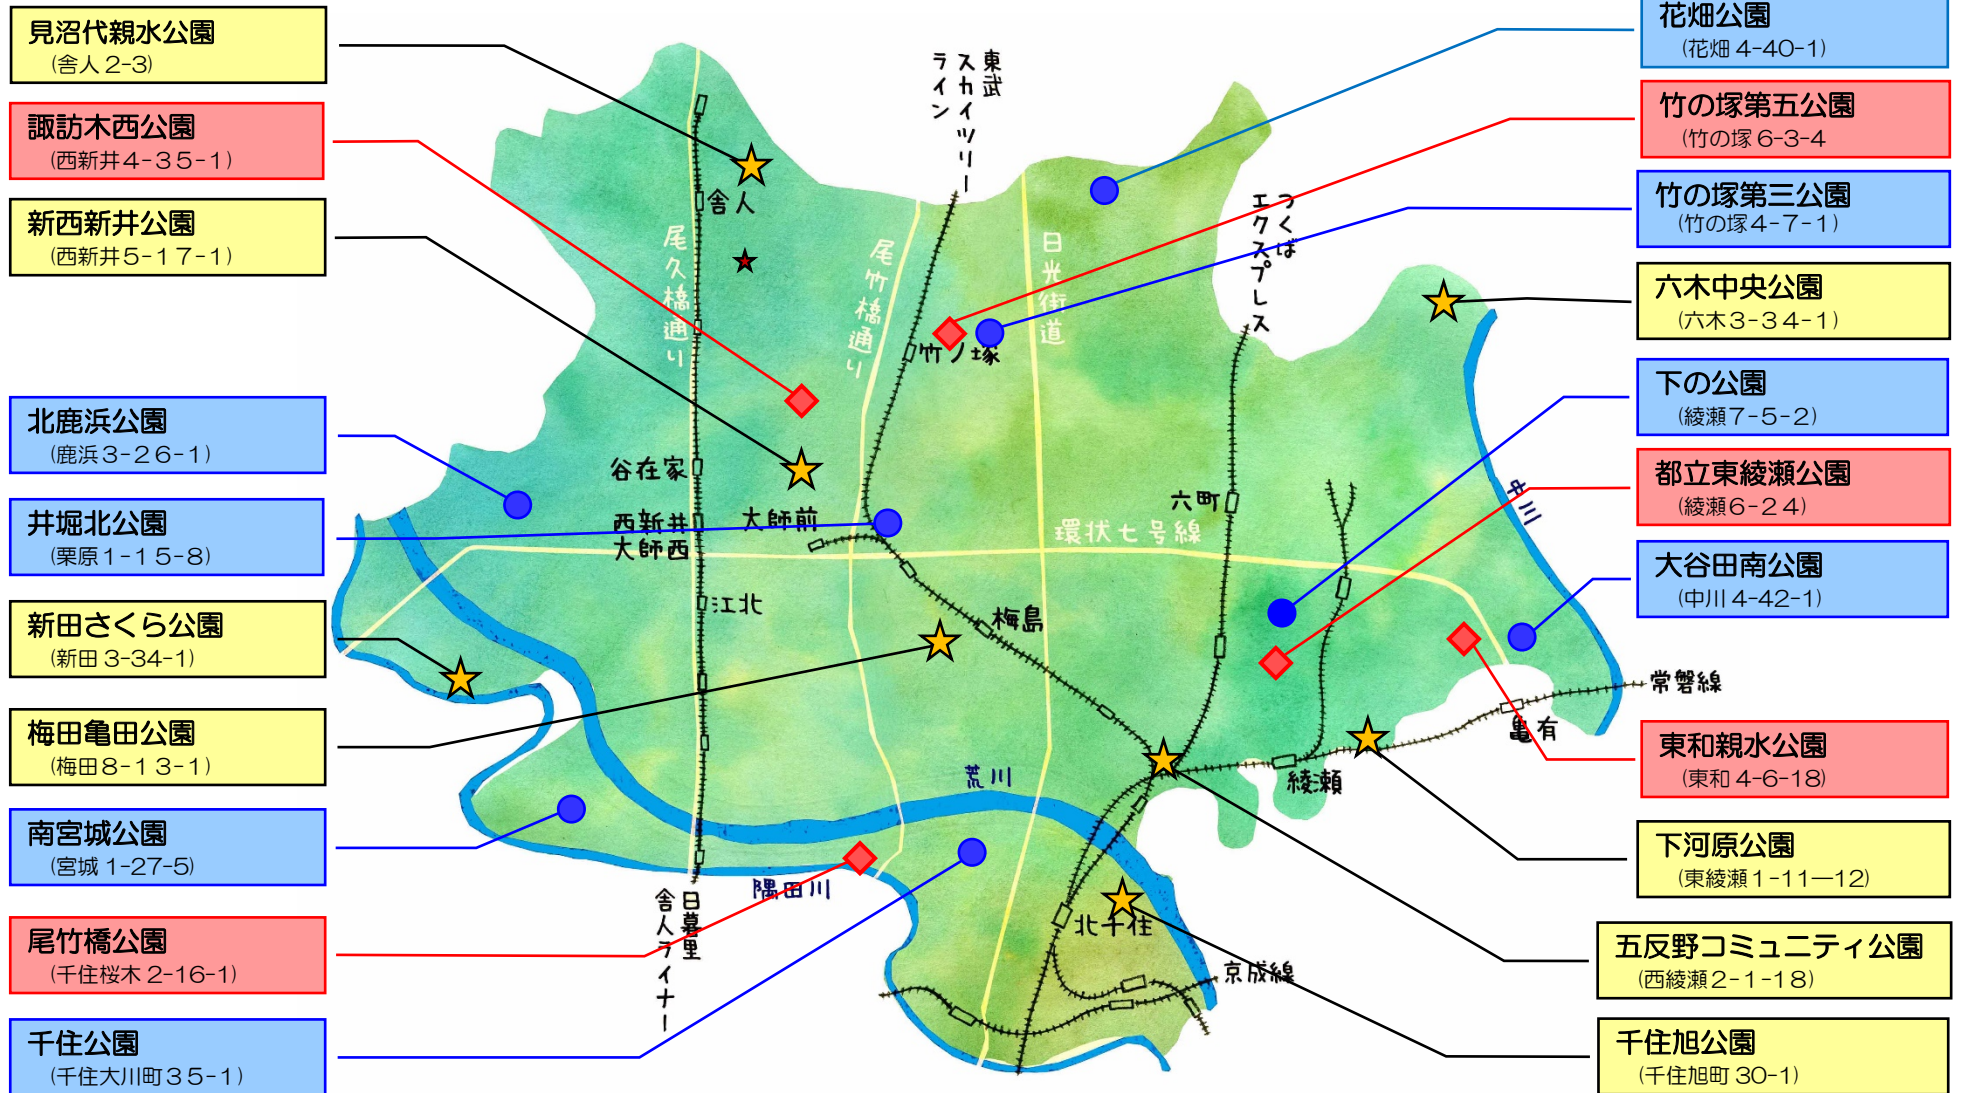 見沼代親水公園
(舎人 2-3)
諏訪木西公園
(西新井4-35-1)
新西新井公園
(西新井5-17-1)
北鹿浜公園
(鹿浜3-26-1)
井堀北公園
(栗原1-15-8)
新田さくら公園
(新田 3-34-1)
梅田亀田公園
(梅田8-13-1)
南宮城公園
(宮城 1-27-5)
尾竹橋公園
(千住桜木 2-16-1)
千住公園
(千住大川町35-1)
東武
スカイツリー
ライン
舎人
尾久橋通り
尾竹橋通り
日光街道
つくば
エクスプレス
竹ノ塚
谷在家
西新井
大師西
大師前
六町
環状七号線
中川
江北
梅島
常磐線
亀有
綾瀬
荒川
隅田川
日暮里
舎人ライナー
北千住
京成線
花畑公園
(花畑 4-40-1)
竹の塚第五公園
(竹の塚 6-3-4
竹の塚第三公園
(竹の塚4-7-1)
六木中央公園
(六木3-34-1)
下の公園
(綾瀬7-5-2)
都立東綾瀬公園
(綾瀬6-24)
大谷田南公園
(中川 4-42-1)
東和親水公園
(東和 4-6-18)
下河原公園
(東綾瀬1-11―12)
五反野コミュニティ公園
(西綾瀬2-1-18)
千住旭公園
(千住旭町 30-1)